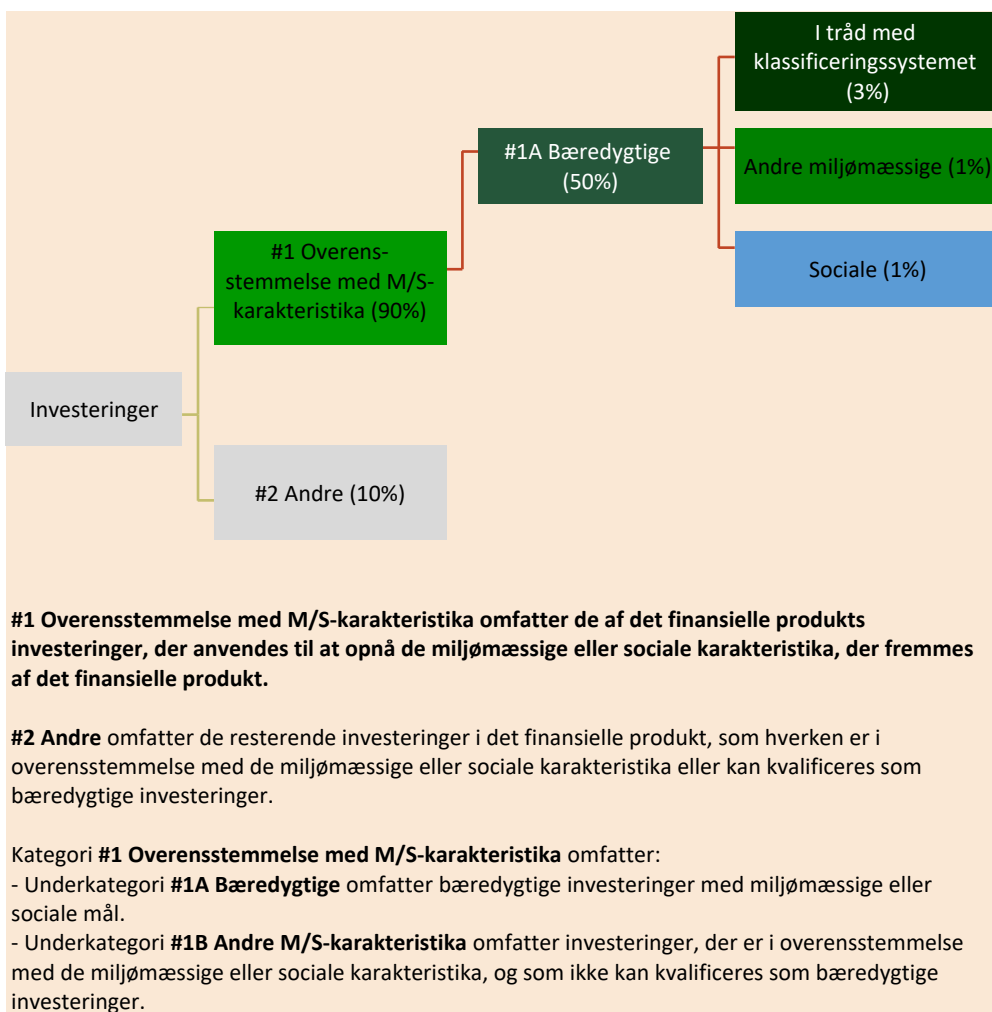 I tråd med
klassificeringssystemet
(3%)
#1A Bæredygtige
(50%)
Andre miljømæssige (1%)
Sociale (1%)
#1 Overens-
stemmelse med M/S-
karakteristika (90%)
Investeringer
#2 Andre (10%)
#1 Overensstemmelse med M/S-karakteristika omfatter de af det finansielle produkts
investeringer, der anvendes til at opnå de miljømæssige eller sociale karakteristika, der fremmes
af det finansielle produkt.
#2 Andre omfatter de resterende investeringer i det finansielle produkt, som hverken er i
overensstemmelse med de miljømæssige eller sociale karakteristika eller kan kvalificeres som
bæredygtige investeringer.
Kategori #1 Overensstemmelse med M/S-karakteristika omfatter:
- Underkategori #1A Bæredygtige omfatter bæredygtige investeringer med miljømæssige eller
sociale mål.
- Underkategori #1B Andre M/S-karakteristika omfatter investeringer, der er i overensstemmelse
med de miljømæssige eller sociale karakteristika, og som ikke kan kvalificeres som bæredygtige
investeringer.